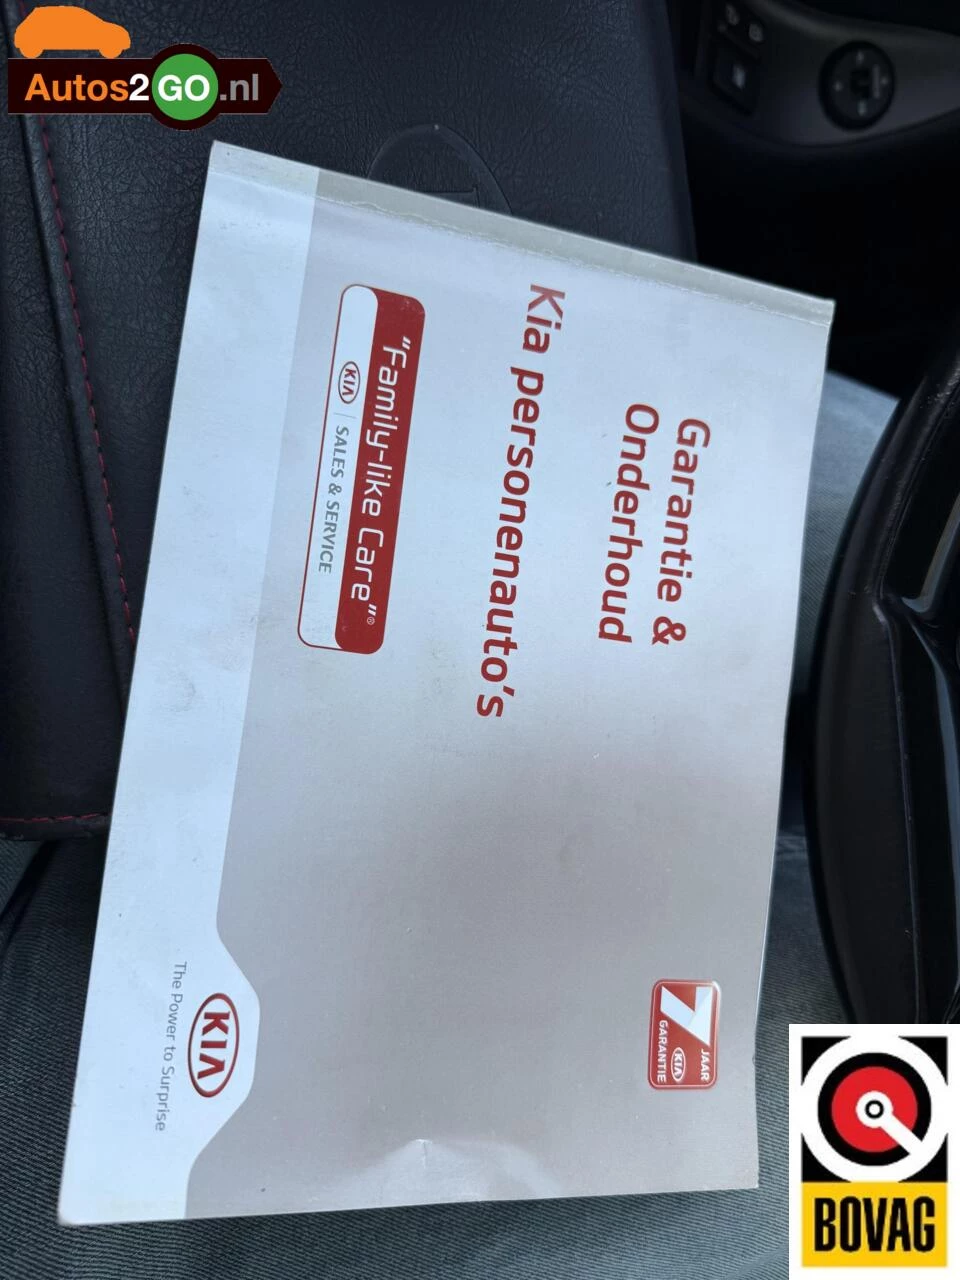 Autos2GO.nl
Garantie &
Onderhoud
Kia personenauto's
"Family-like Care"®
KIA | SALES & SERVICE
7 JAAR
KIA
GARANTIE
KIA
The Power to Surprise
BOVAG